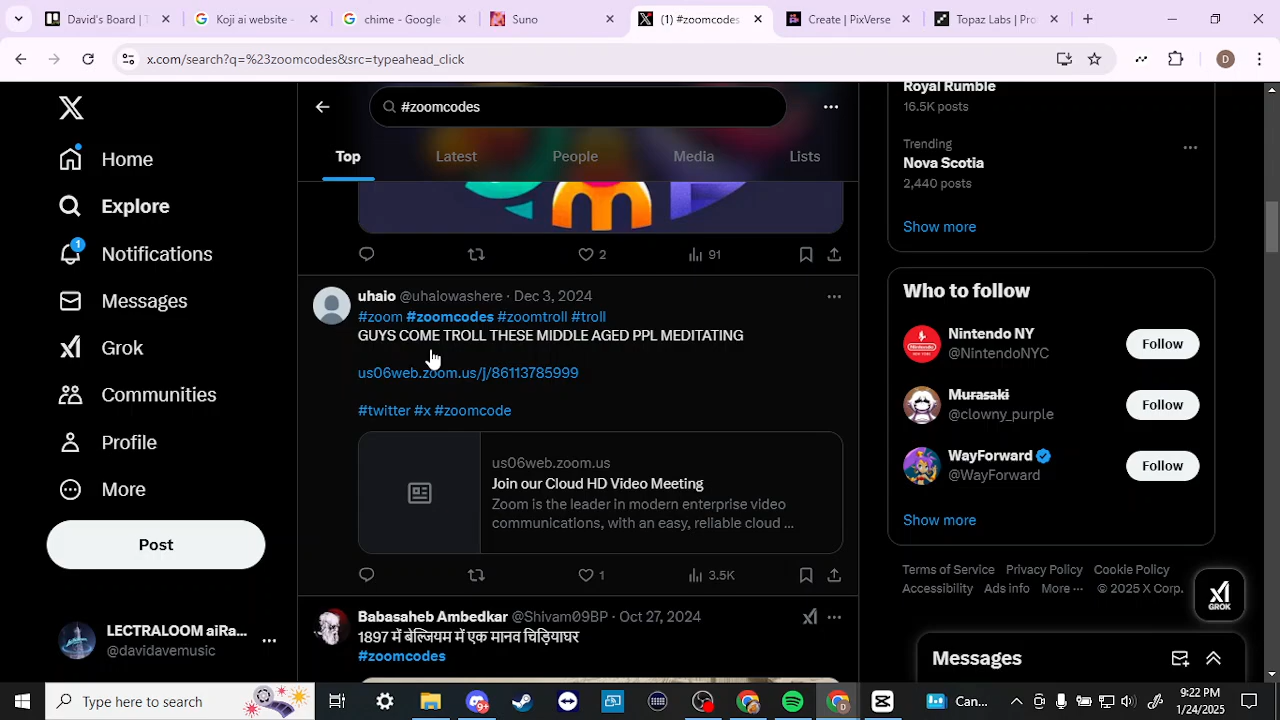 David's Board | T
Koji ai website -
chime - Google
Suno
(1) #zoomcodes
Create | PixVerse
Topaz Labs | Pro
x.com/search?q=%23zoomcodes&src=typeahead_click
D
Home
Explore
1
Notifications
Messages
Grok
Communities
Profile
More
Post
LECTRALOOM aiRa...
@davidavemusic
#zoomcodes
Top Latest People Media Lists
2 91
uhaio @uhalowashere · Dec 3, 2024
#zoom #zoomcodes #zoomtroll #troll
GUYS COME TROLL THESE MIDDLE AGED PPL MEDITATING
us06web.zoom.us/j/86113785999
#twitter #x #zoomcode
us06web.zoom.us
Join our Cloud HD Video Meeting
Zoom is the leader in modern enterprise video
communications, with an easy, reliable cloud ...
1 3.5K
Babasaheb Ambedkar @Shivam09BP · Oct 27, 2024
1897 में बेल्जियम में एक मानव चिड़ियाघर
#zoomcodes
Royal Rumble
16.5K posts
Trending
Nova Scotia
2,440 posts
Show more
Who to follow
Nintendo NY
@NintendoNYC
Follow
Murasaki
@clowny_purple
Follow
WayForward
@WayForward
Follow
Show more
Terms of Service Privacy Policy Cookie Policy
Accessibility Ads info More ··· © 2025 X Corp.
GROK
Messages
Type here to search
9+
Can...
9:22 PM
1/24/2025